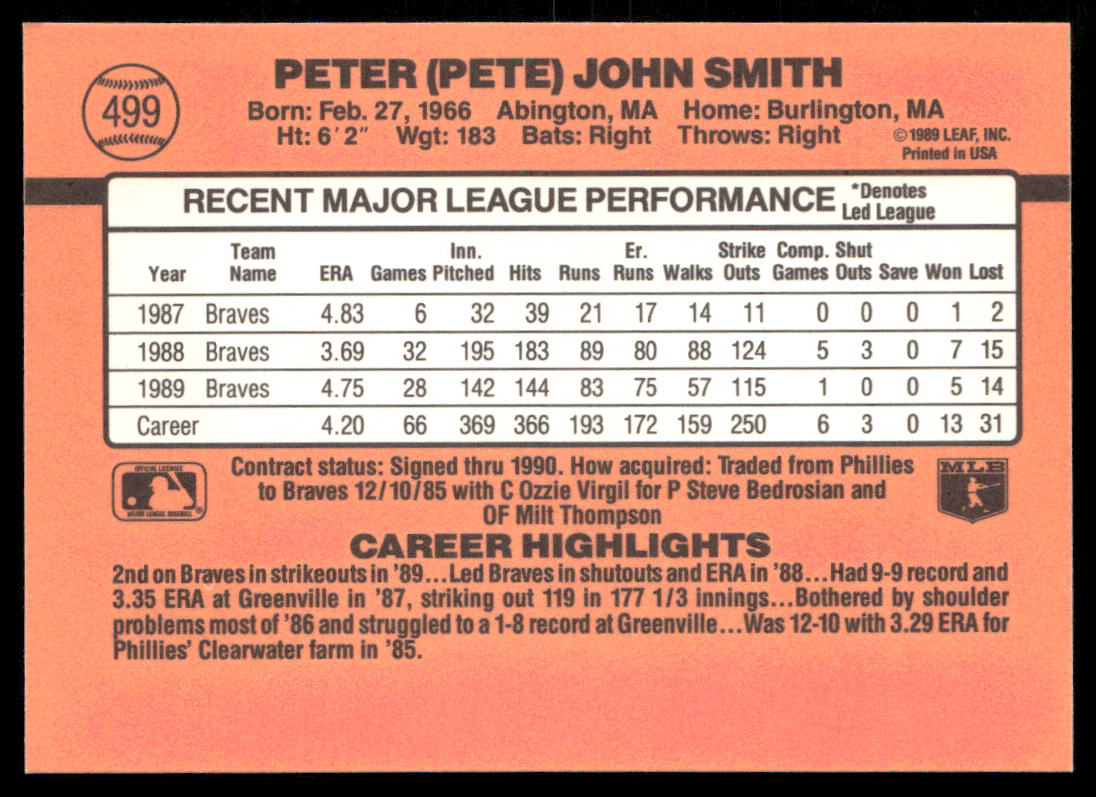 499
PETER (PETE) JOHN SMITH
Born: Feb. 27, 1966 Abington, MA Home: Burlington, MA
Ht: 6'2" Wgt: 183 Bats: Right Throws: Right
©1989 LEAF, INC.
Printed in USA
RECENT MAJOR LEAGUE PERFORMANCE *Denotes Led League
Year Team Name ERA Games Inn. Pitched Hits Runs Er. Runs Walks Strike Outs Comp. Games Shut Outs Save Won Lost
1987 Braves 4.83 6 32 39 21 17 14 11 0 0 0 1 2
1988 Braves 3.69 32 195 183 89 80 88 124 5 3 0 7 15
1989 Braves 4.75 28 142 144 83 75 57 115 1 0 0 5 14
Career 4.20 66 369 366 193 172 159 250 6 3 0 13 31
OFFICIAL LICENSEE
MAJOR LEAGUE BASEBALL ®
Contract status: Signed thru 1990. How acquired: Traded from Phillies
to Braves 12/10/85 with C Ozzie Virgil for P Steve Bedrosian and
OF Milt Thompson
MLB
CAREER HIGHLIGHTS
2nd on Braves in strikeouts in '89...Led Braves in shutouts and ERA in '88...Had 9-9 record and
3.35 ERA at Greenville in '87, striking out 119 in 177 1/3 innings...Bothered by shoulder
problems most of '86 and struggled to a 1-8 record at Greenville...Was 12-10 with 3.29 ERA for
Phillies' Clearwater farm in '85.